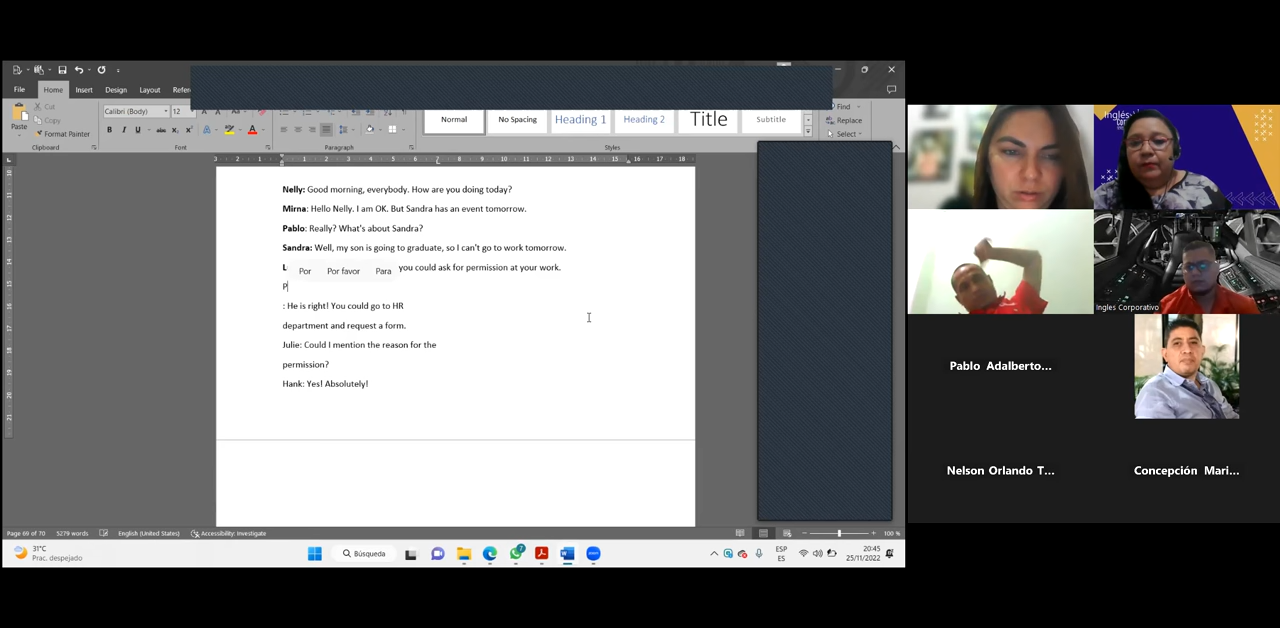 File Home Insert Design Layout Refer
Cut
Copy
Format Painter
Paste
Calibri (Body) 12
Normal No Spacing Heading 1 Heading 2 Title Subtitle
Find
Replace
Select
Clipboard Font Paragraph Styles
Nelly: Good morning, everybody. How are you doing today?
Mirna: Hello Nelly. I am OK. But Sandra has an event tomorrow.
Pablo: Really? What's about Sandra?
Sandra: Well, my son is going to graduate, so I can't go to work tomorrow.
L you could ask for permission at your work.
Por Por favor Para
P
: He is right! You could go to HR
department and request a form.
Julie: Could I mention the reason for the
permission?
Hank: Yes! Absolutely!
Page 69 of 70 5279 words English (United States) Accessibility: Investigate 100 %
31°C
Prac. despejado
Búsqueda
ESP
ES
20:45
25/11/2022
Ingles Corporativo
Pablo Adalberto...
Nelson Orlando T...
Concepción Mari...